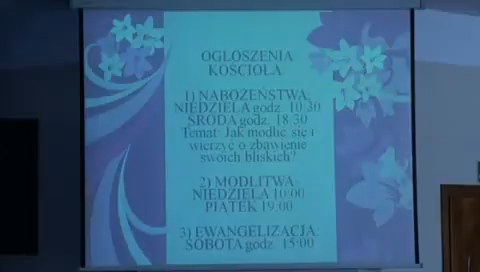 OGŁOSZENIA
KOŚCIOŁA
1) NABOŻEŃSTWA:
NIEDZIELA godz. 10:30
ŚRODA godz. 18:30
Temat: Jak modlić się i
wierzyć o zbawienie
swoich bliskich?
2) MODLITWA-
NIEDZIELA 10:00
PIĄTEK 19:00
3) EWANGELIZACJA:
SOBOTA godz. 15:00